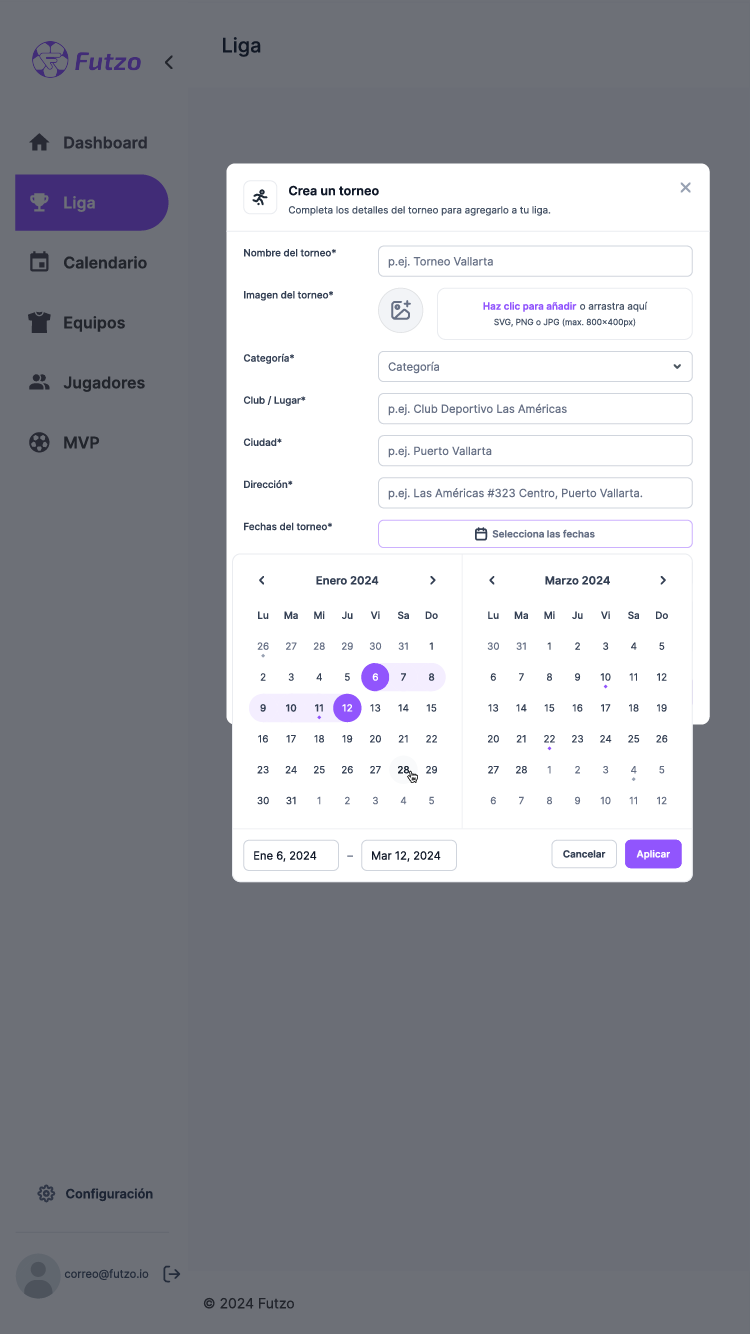 Futzo
Liga
Dashboard
Liga
Calendario
Equipos
Jugadores
MVP
Crea un torneo
Completa los detalles del torneo para agregarlo a tu liga.
Nombre del torneo*
p.ej. Torneo Vallarta
Imagen del torneo*
Haz clic para añadir o arrastra aquí
SVG, PNG o JPG (max. 800x400px)
Categoría*
Categoría
Club / Lugar*
p.ej. Club Deportivo Las Américas
Ciudad*
p.ej. Puerto Vallarta
Dirección*
p.ej. Las Américas #323 Centro, Puerto Vallarta.
Fechas del torneo*
Selecciona las fechas
Enero 2024
Lu Ma Mi Ju Vi Sa Do
26 27 28 29 30 31 1
2 3 4 5 6 7 8
9 10 11 12 13 14 15
16 17 18 19 20 21 22
23 24 25 26 27 28 29
30 31 1 2 3 4 5
Marzo 2024
Lu Ma Mi Ju Vi Sa Do
30 31 1 2 3 4 5
6 7 8 9 10 11 12
13 14 15 16 17 18 19
20 21 22 23 24 25 26
27 28 1 2 3 4 5
6 7 8 9 10 11 12
Ene 6, 2024 – Mar 12, 2024
Cancelar
Aplicar
Configuración
correo@futzo.io
© 2024 Futzo